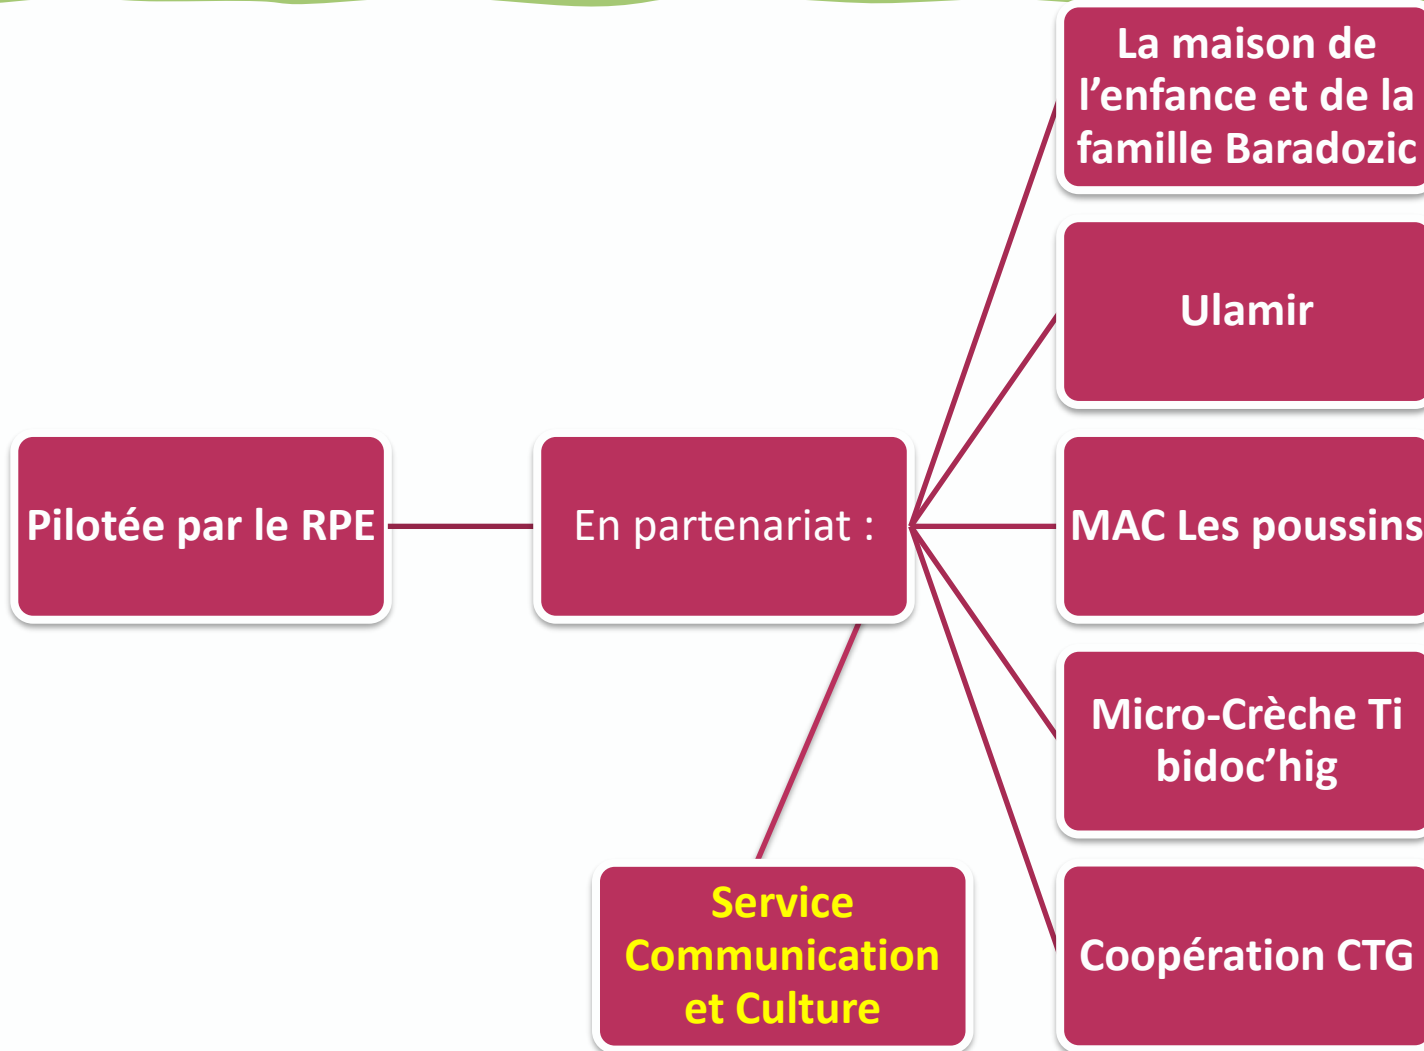 La maison de
l’enfance et de la
famille Baradozic
Ulamir
Pilotée par le RPE
En partenariat :
MAC Les poussins
Micro-Crèche Ti
bidoc’hig
Service
Communication
et Culture
Coopération CTG